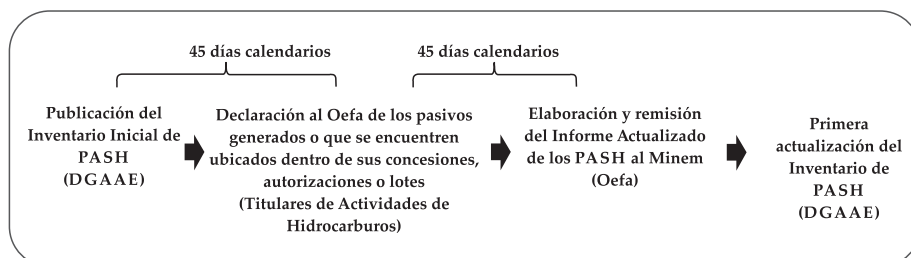 45 días calendarios
45 días calendarios
Publicación del
Inventario Inicial de
PASH
(DGAAE)
Declaración al Oefa de los pasivo
generados o que se encuentren
ubicados dentro de sus concesiones,
autorizaciones o lotes
(Titulares de Actividades de
Hidrocarburos)
Elaboración y remisión
del Informe Actualizado
de los PASH al Minem
(Oefa)
Primera
actualización del
Inventario de
PASH
(DGAAE)